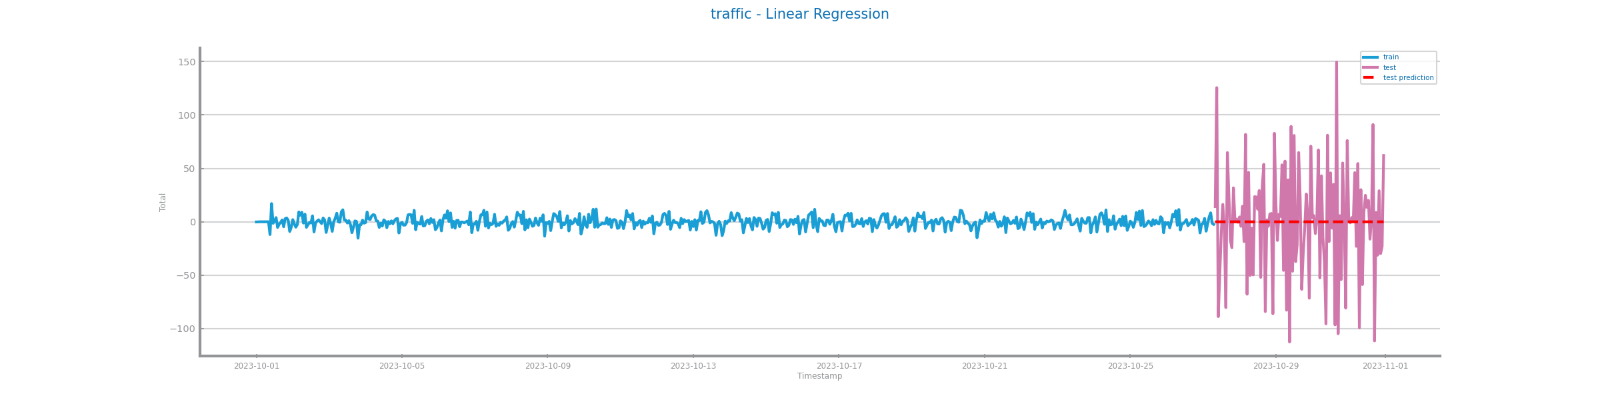 traffic - Linear Regression
train
test
test prediction
150
100
50
0
−50
−100
Total
2023-10-01
2023-10-05
2023-10-09
2023-10-13
2023-10-17
2023-10-21
2023-10-25
2023-10-29
2023-11-01
Timestamp